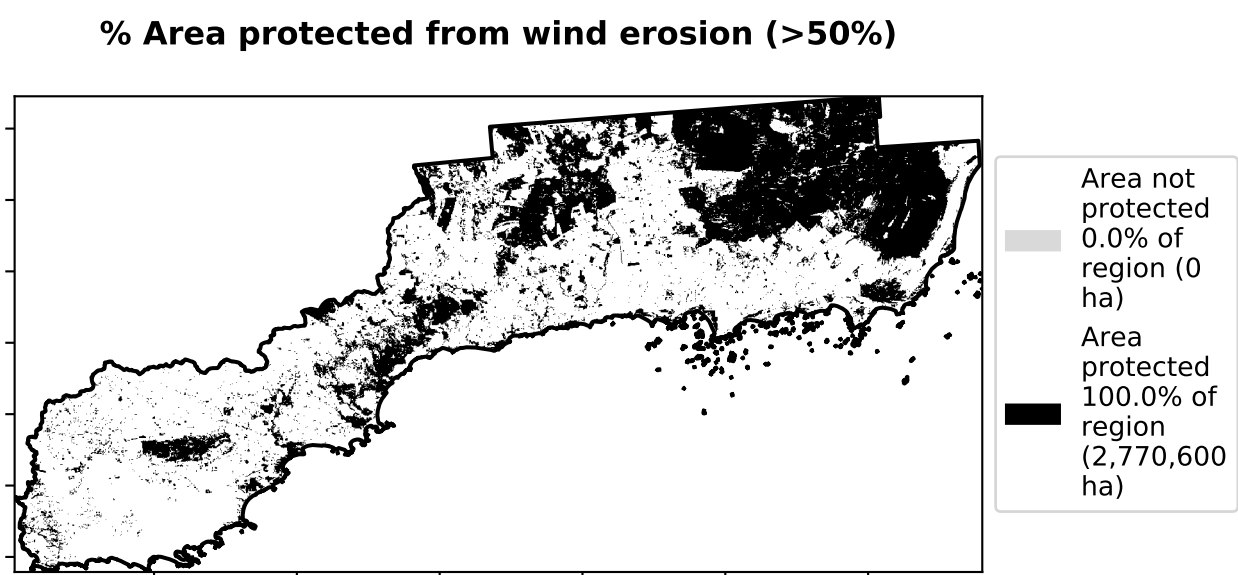 % Area protected from wind erosion (>50%)
Area not
protected
0.0% of
region (0
ha)
Area
protected
100.0% of
region
(2,770,600
ha)